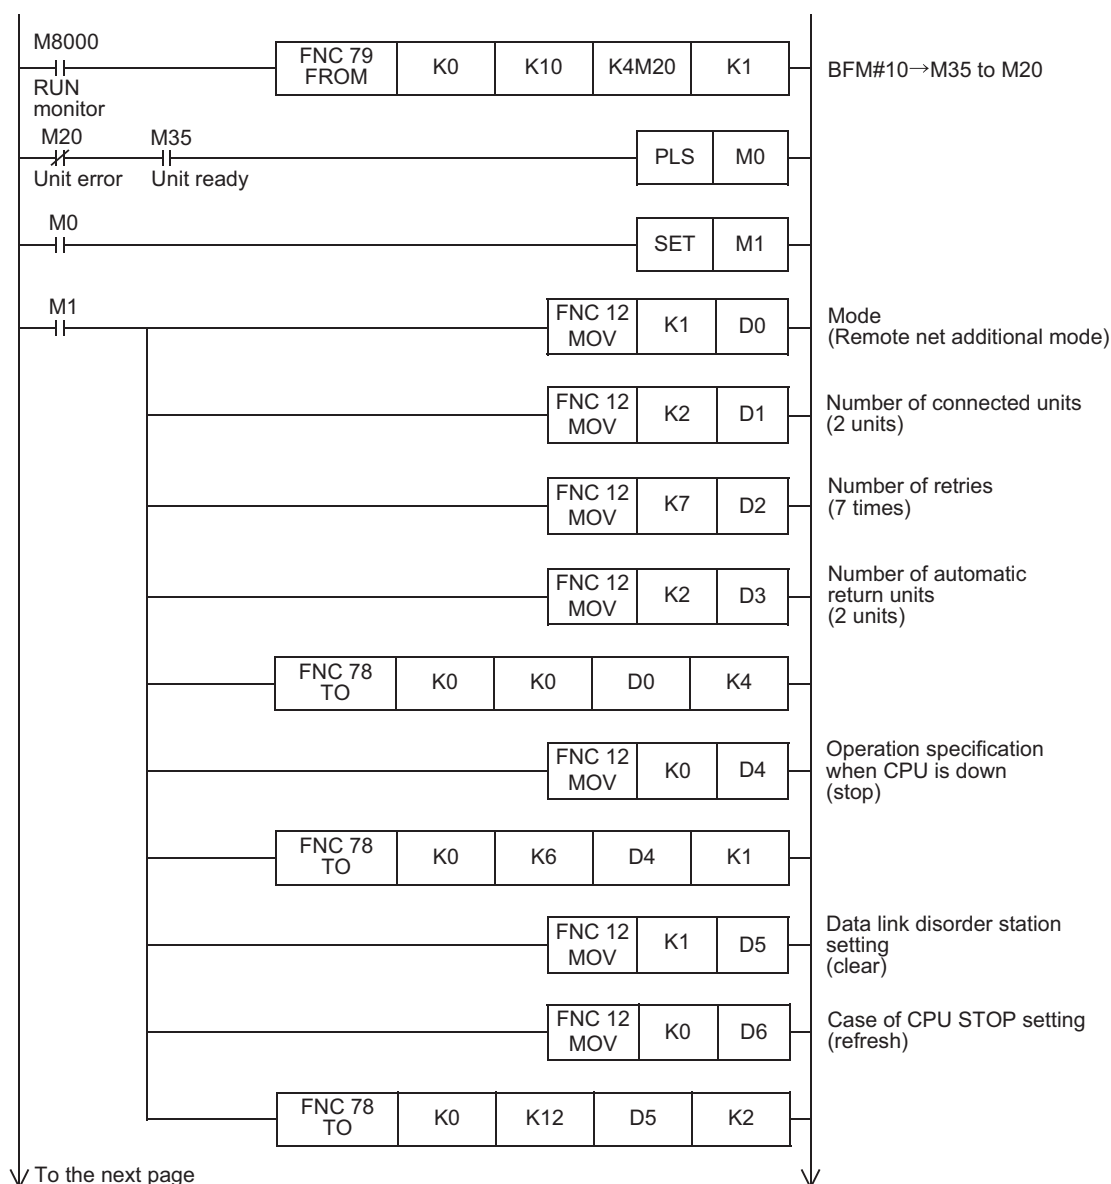 M8000
RUN
monitor
FNC 79
FROM
K0
K10
K4M20
K1
BFM#10→M35 to M20
M20
Unit error
M35
Unit ready
PLS
M0
M0
SET
M1
M1
FNC 12
MOV
K1
D0
Mode
(Remote net additional mode)
FNC 12
MOV
K2
D1
Number of connected units
(2 units)
FNC 12
MOV
K7
D2
Number of retries
(7 times)
FNC 12
MOV
K2
D3
Number of automatic
return units
(2 units)
FNC 78
TO
K0
K0
D0
K4
FNC 12
MOV
K0
D4
Operation specification
when CPU is down
(stop)
FNC 78
TO
K0
K6
D4
K1
FNC 12
MOV
K1
D5
Data link disorder station
setting
(clear)
FNC 12
MOV
K0
D6
Case of CPU STOP setting
(refresh)
FNC 78
TO
K0
K12
D5
K2
To the next page